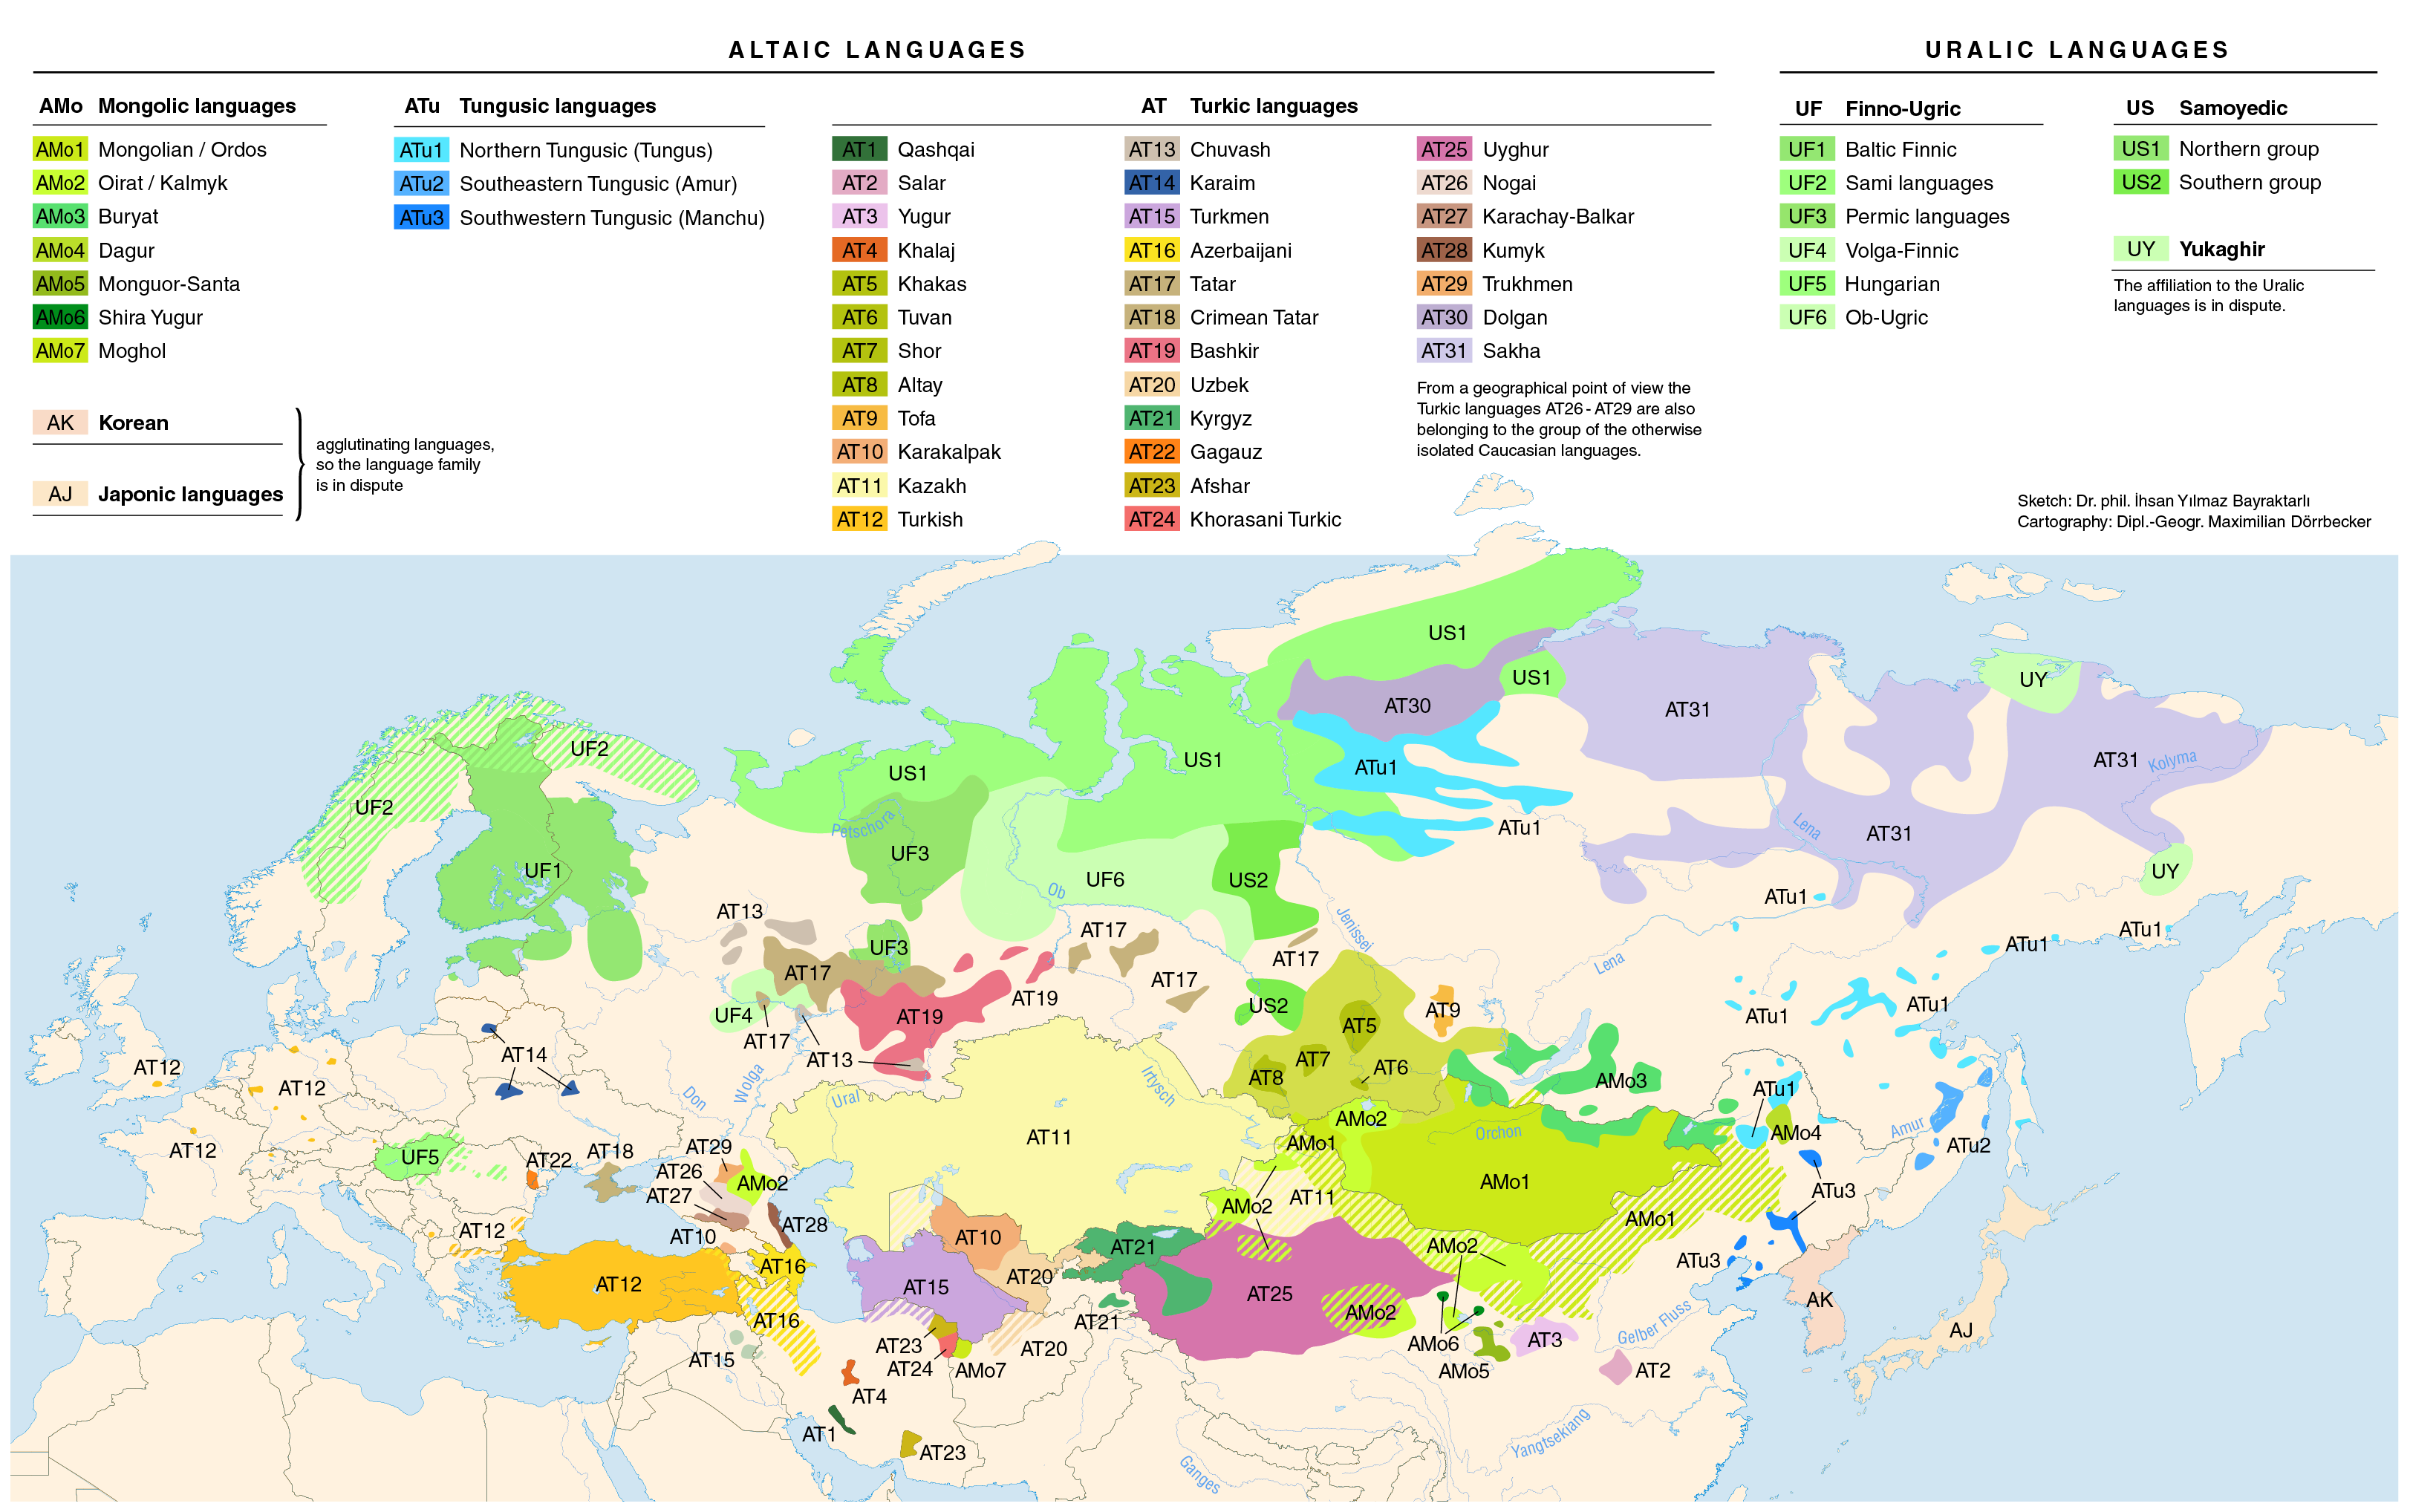 ALTAIC LANGUAGES
AMo Mongolic languages
AMo1 Mongolian / Ordos
AMo2 Oirat / Kalmyk
AMo3 Buryat
AMo4 Dagur
AMo5 Monguor-Santa
AMo6 Shira Yugur
AMo7 Moghol
AK Korean
AJ Japonic languages
agglutinating languages,
so the language family
is in dispute
ATu Tungusic languages
ATu1 Northern Tungusic (Tungus)
ATu2 Southeastern Tungusic (Amur)
ATu3 Southwestern Tungusic (Manchu)
AT Turkic languages
AT1 Qashqai
AT2 Salar
AT3 Yugur
AT4 Khalaj
AT5 Khakas
AT6 Tuvan
AT7 Shor
AT8 Altay
AT9 Tofa
AT10 Karakalpak
AT11 Kazakh
AT12 Turkish
AT13 Chuvash
AT14 Karaim
AT15 Turkmen
AT16 Azerbaijani
AT17 Tatar
AT18 Crimean Tatar
AT19 Bashkir
AT20 Uzbek
AT21 Kyrgyz
AT22 Gagauz
AT23 Afshar
AT24 Khorasani Turkic
AT25 Uyghur
AT26 Nogai
AT27 Karachay-Balkar
AT28 Kumyk
AT29 Trukhmen
AT30 Dolgan
AT31 Sakha
From a geographical point of view the
Turkic languages AT26 - AT29 are also
belonging to the group of the otherwise
isolated Caucasian languages.
URALIC LANGUAGES
UF Finno-Ugric
UF1 Baltic Finnic
UF2 Sami languages
UF3 Permic languages
UF4 Volga-Finnic
UF5 Hungarian
UF6 Ob-Ugric
US Samoyedic
US1 Northern group
US2 Southern group
UY Yukaghir
The affiliation to the Uralic
languages is in dispute.
Sketch: Dr. phil. İhsan Yılmaz Bayraktarlı
Cartography: Dipl.-Geogr. Maximilian Dörrbecker
US1
US1
UY
AT30
AT31
UF2
US1
US1
AT31
Kolyma
ATu1
UF2
Petschora
ATu1
Lena
AT31
UF3
UF1
UF6
US2
UY
Ob
ATu1
AT13
Jenissei
AT17
ATu1
UF3
ATu1
AT17
AT17
Lena
AT17
AT19
US2
AT9
ATu1
UF4
AT19
ATu1
AT5
AT17
AT14
AT13
AT7
AT12
AT6
AT8
AMo3
AT12
Irtysch
Wolga
Don
Ural
ATu1
AMo2
AT11
Orchon
AMo4
Amur
AT12
AT29
AMo1
ATu2
AT18
UF5
AT22
AT26
AMo2
AMo1
ATu3
AT27
AT11
AMo2
AMo1
AT28
AT12
AT10
AT10
AT21
AMo2
ATu3
AT16
AT20
AT12
AT15
AT25
AK
AMo2
AT16
AT21
Gelber Fluss
AJ
AT23
AT20
AMo6
AT3
AT15
AT24
AMo7
AMo5
AT2
AT4
AT1
Yangtsekiang
AT23
Ganges